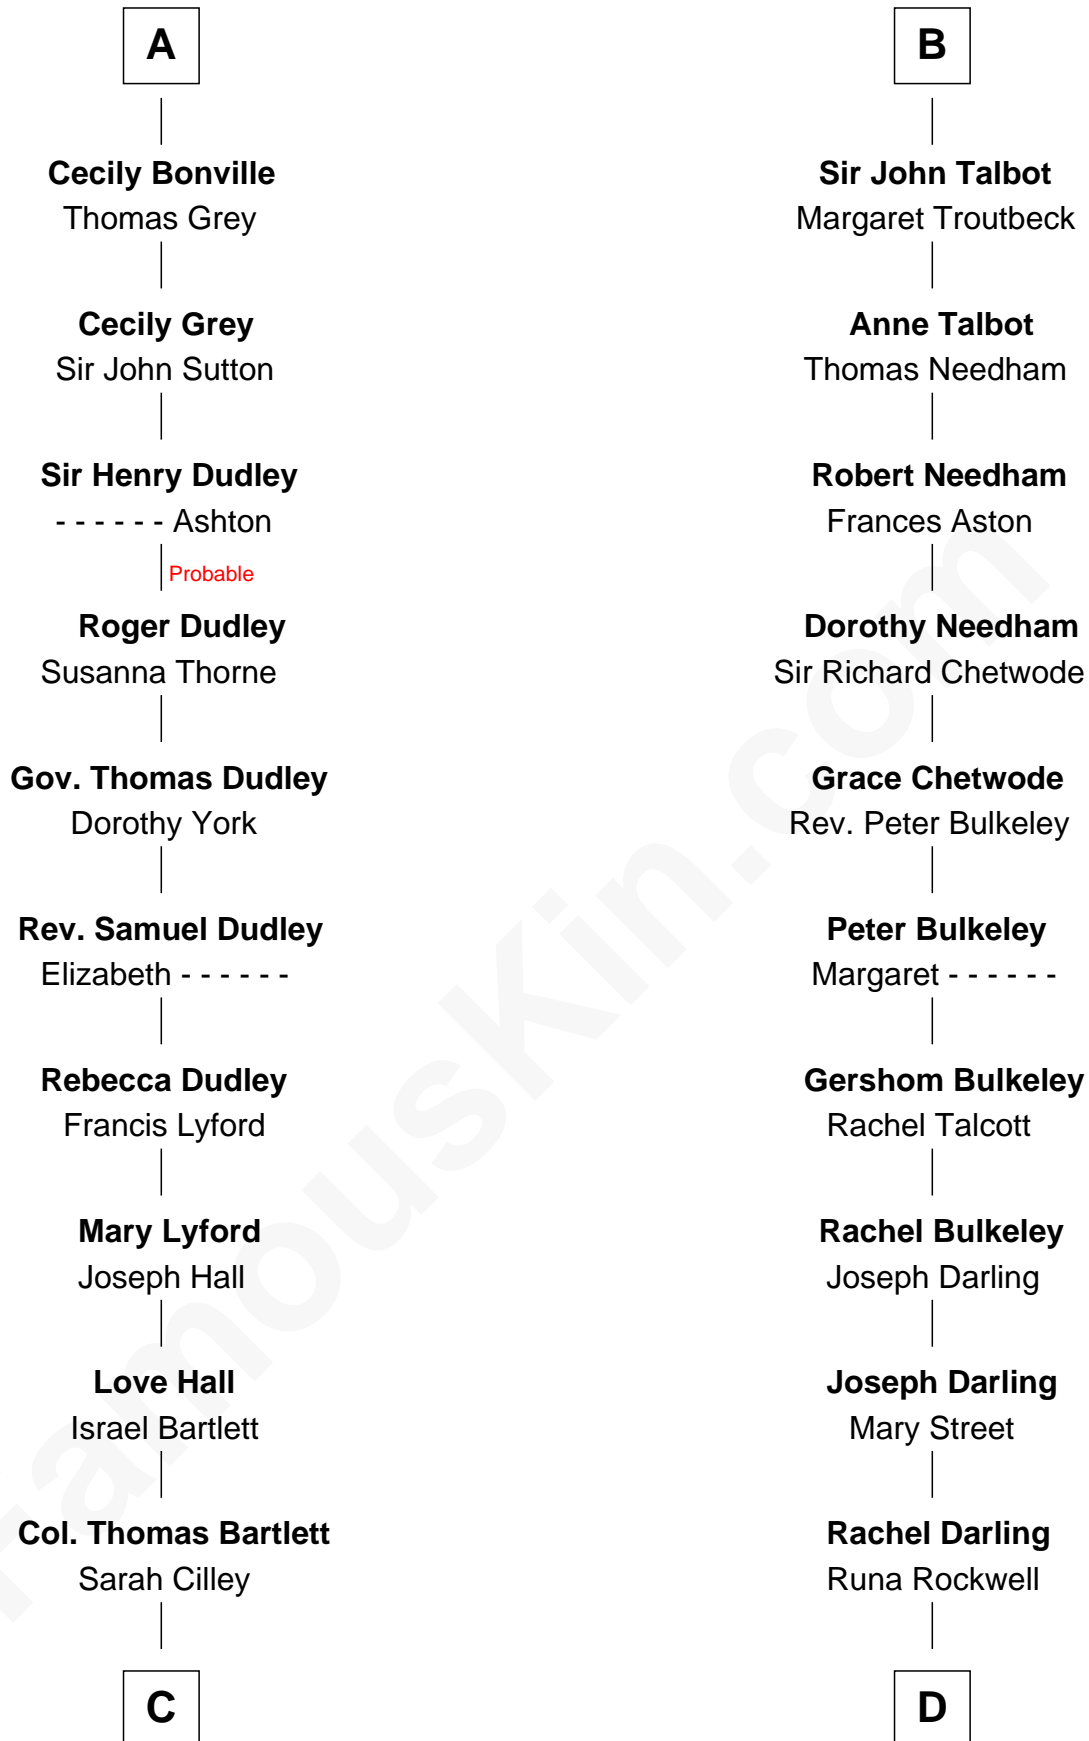 A
Cecily Bonville
Thomas Grey
Cecily Grey
Sir John Sutton
Sir Henry Dudley
- - - - - - Ashton
Probable
Roger Dudley
Susanna Thorne
Gov. Thomas Dudley
Dorothy York
Rev. Samuel Dudley
Elizabeth - - - - - -
Rebecca Dudley
Francis Lyford
Mary Lyford
Joseph Hall
Love Hall
Israel Bartlett
Col. Thomas Bartlett
Sarah Cilley
C
B
Sir John Talbot
Margaret Troutbeck
Anne Talbot
Thomas Needham
Robert Needham
Frances Aston
Dorothy Needham
Sir Richard Chetwode
Grace Chetwode
Rev. Peter Bulkeley
Peter Bulkeley
Margaret - - - - - -
Gershom Bulkeley
Rachel Talcott
Rachel Bulkeley
Joseph Darling
Joseph Darling
Mary Street
Rachel Darling
Runa Rockwell
D
FamousKin.com